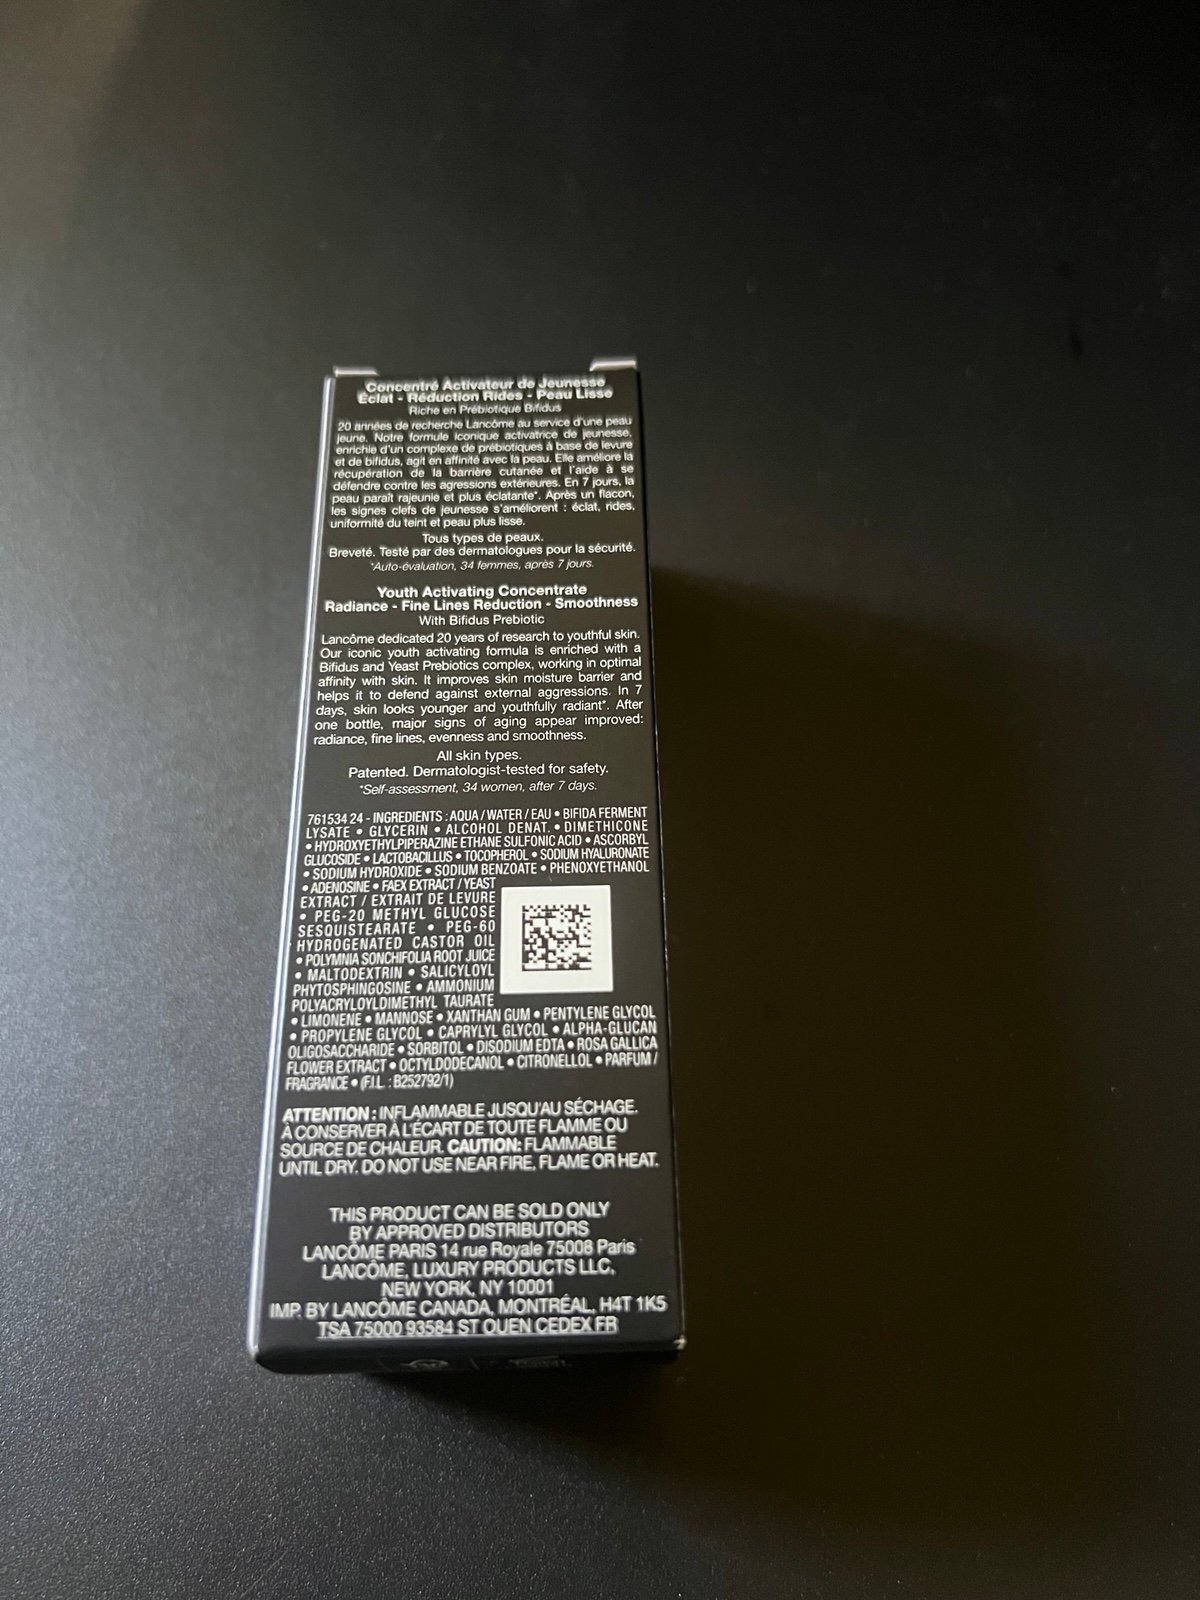 Concentré Activateur de Jeunesse
Éclat - Réduction Rides - Peau Lisse
Riche en Prébiotique Bifidus
20 années de recherche Lancôme au service d'une peau
jeune. Notre formule iconique activatrice de jeunesse,
enrichie d'un complexe de prébiotiques à base de levure
et de bifidus, agit en affinité avec la peau. Elle améliore la
récupération de la barrière cutanée et l'aide à se
défendre contre les agressions extérieures. En 7 jours, la
peau paraît rajeunie et plus éclatante*. Après un flacon,
les signes clefs de jeunesse s'améliorent : éclat, rides,
uniformité du teint et peau plus lisse.
Tous types de peaux.
Breveté. Testé par des dermatologues pour la sécurité.
*Auto-évaluation, 34 femmes, après 7 jours.
Youth Activating Concentrate
Radiance - Fine Lines Reduction - Smoothness
With Bifidus Prebiotic
Lancôme dedicated 20 years of research to youthful skin.
Our iconic youth activating formula is enriched with a
Bifidus and Yeast Prebiotics complex, working in optimal
affinity with skin. It improves skin moisture barrier and
helps it to defend against external aggressions. In 7
days, skin looks younger and youthfully radiant*. After
one bottle, major signs of aging appear improved:
radiance, fine lines, evenness and smoothness.
All skin types.
Patented. Dermatologist-tested for safety.
*Self-assessment, 34 women, after 7 days.
761534 24 - INGREDIENTS : AQUA / WATER / EAU • BIFIDA FERMENT
LYSATE • GLYCERIN • ALCOHOL DENAT. • DIMETHICONE
• HYDROXYETHYLPIPERAZINE ETHANE SULFONIC ACID • ASCORBYL
GLUCOSIDE • LACTOBACILLUS • TOCOPHEROL • SODIUM HYALURONATE
• SODIUM HYDROXIDE • SODIUM BENZOATE • PHENOXYETHANOL
• ADENOSINE • FAEX EXTRACT / YEAST
EXTRACT / EXTRAIT DE LEVURE
• PEG-20 METHYL GLUCOSE
SESQUISTEARATE • PEG-60
HYDROGENATED CASTOR OIL
• POLYMNIA SONCHIFOLIA ROOT JUICE
• MALTODEXTRIN • SALICYLOYL
PHYTOSPHINGOSINE • AMMONIUM
POLYACRYLOYLDIMETHYL TAURATE
• LIMONENE • MANNOSE • XANTHAN GUM • PENTYLENE GLYCOL
• PROPYLENE GLYCOL • CAPRYLYL GLYCOL • ALPHA-GLUCAN
OLIGOSACCHARIDE • SORBITOL • DISODIUM EDTA • ROSA GALLICA
FLOWER EXTRACT • OCTYLDODECANOL • CITRONELLOL • PARFUM /
FRAGRANCE • (F.I.L. : B252792/1)
ATTENTION : INFLAMMABLE JUSQU'AU SÉCHAGE.
À CONSERVER À L'ÉCART DE TOUTE FLAMME OU
SOURCE DE CHALEUR. CAUTION: FLAMMABLE
UNTIL DRY. DO NOT USE NEAR FIRE, FLAME OR HEAT.
THIS PRODUCT CAN BE SOLD ONLY
BY APPROVED DISTRIBUTORS
LANCÔME PARIS 14 rue Royale 75008 Paris
LANCÔME, LUXURY PRODUCTS LLC,
NEW YORK, NY 10001
IMP. BY LANCÔME CANADA, MONTRÉAL, H4T 1K5
TSA 75000 93584 ST OUEN CEDEX FR